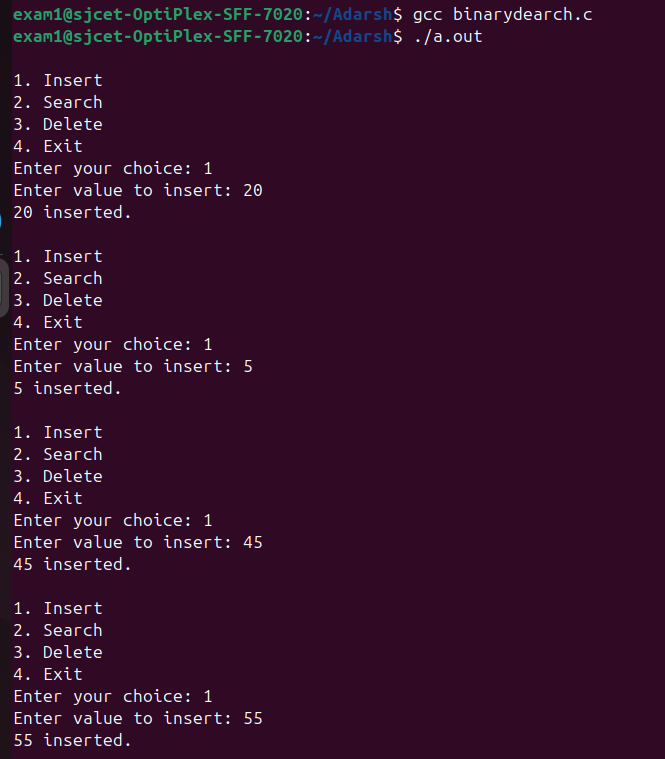 exam1@sjcet-OptiPlex-SFF-7020:~/Adarsh$ gcc binarydearch.c
exam1@sjcet-OptiPlex-SFF-7020:~/Adarsh$ ./a.out
1. Insert
2. Search
3. Delete
4. Exit
Enter your choice: 1
Enter value to insert: 20
20 inserted.
1. Insert
2. Search
3. Delete
4. Exit
Enter your choice: 1
Enter value to insert: 5
5 inserted.
1. Insert
2. Search
3. Delete
4. Exit
Enter your choice: 1
Enter value to insert: 45
45 inserted.
1. Insert
2. Search
3. Delete
4. Exit
Enter your choice: 1
Enter value to insert: 55
55 inserted.